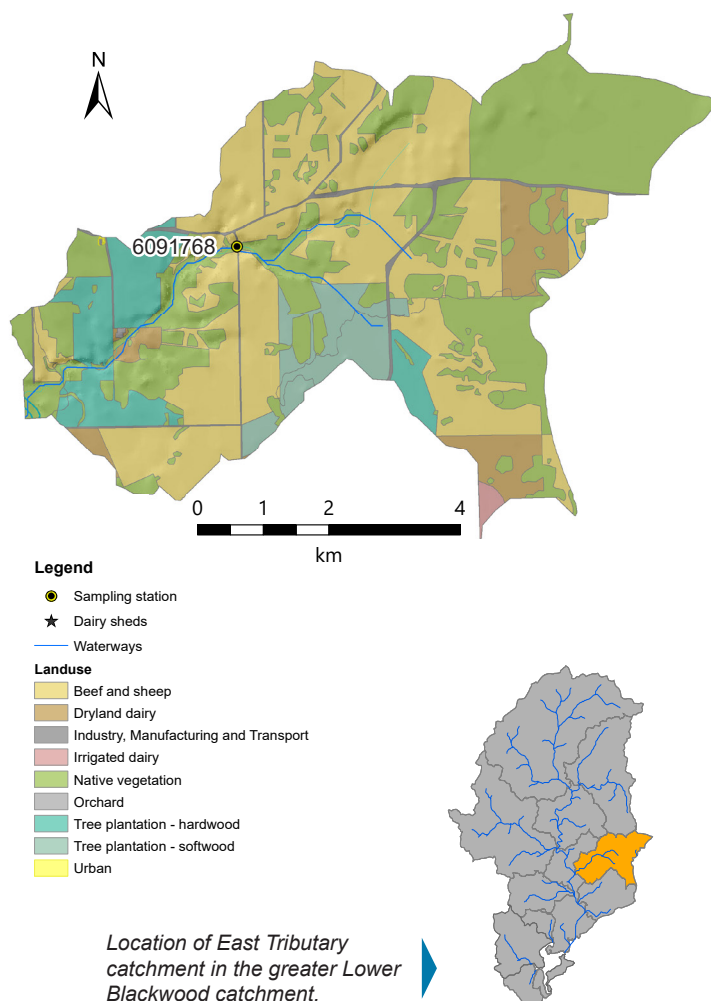 N
6091768
0 1 2 4
km
Legend
Sampling station
Dairy sheds
Waterways
Landuse
Beef and sheep
Dryland dairy
Industry, Manufacturing and Transport
Irrigated dairy
Native vegetation
Orchard
Tree plantation - hardwood
Tree plantation - softwood
Urban
Location of East Tributary
catchment in the greater Lower
Blackwood catchment.